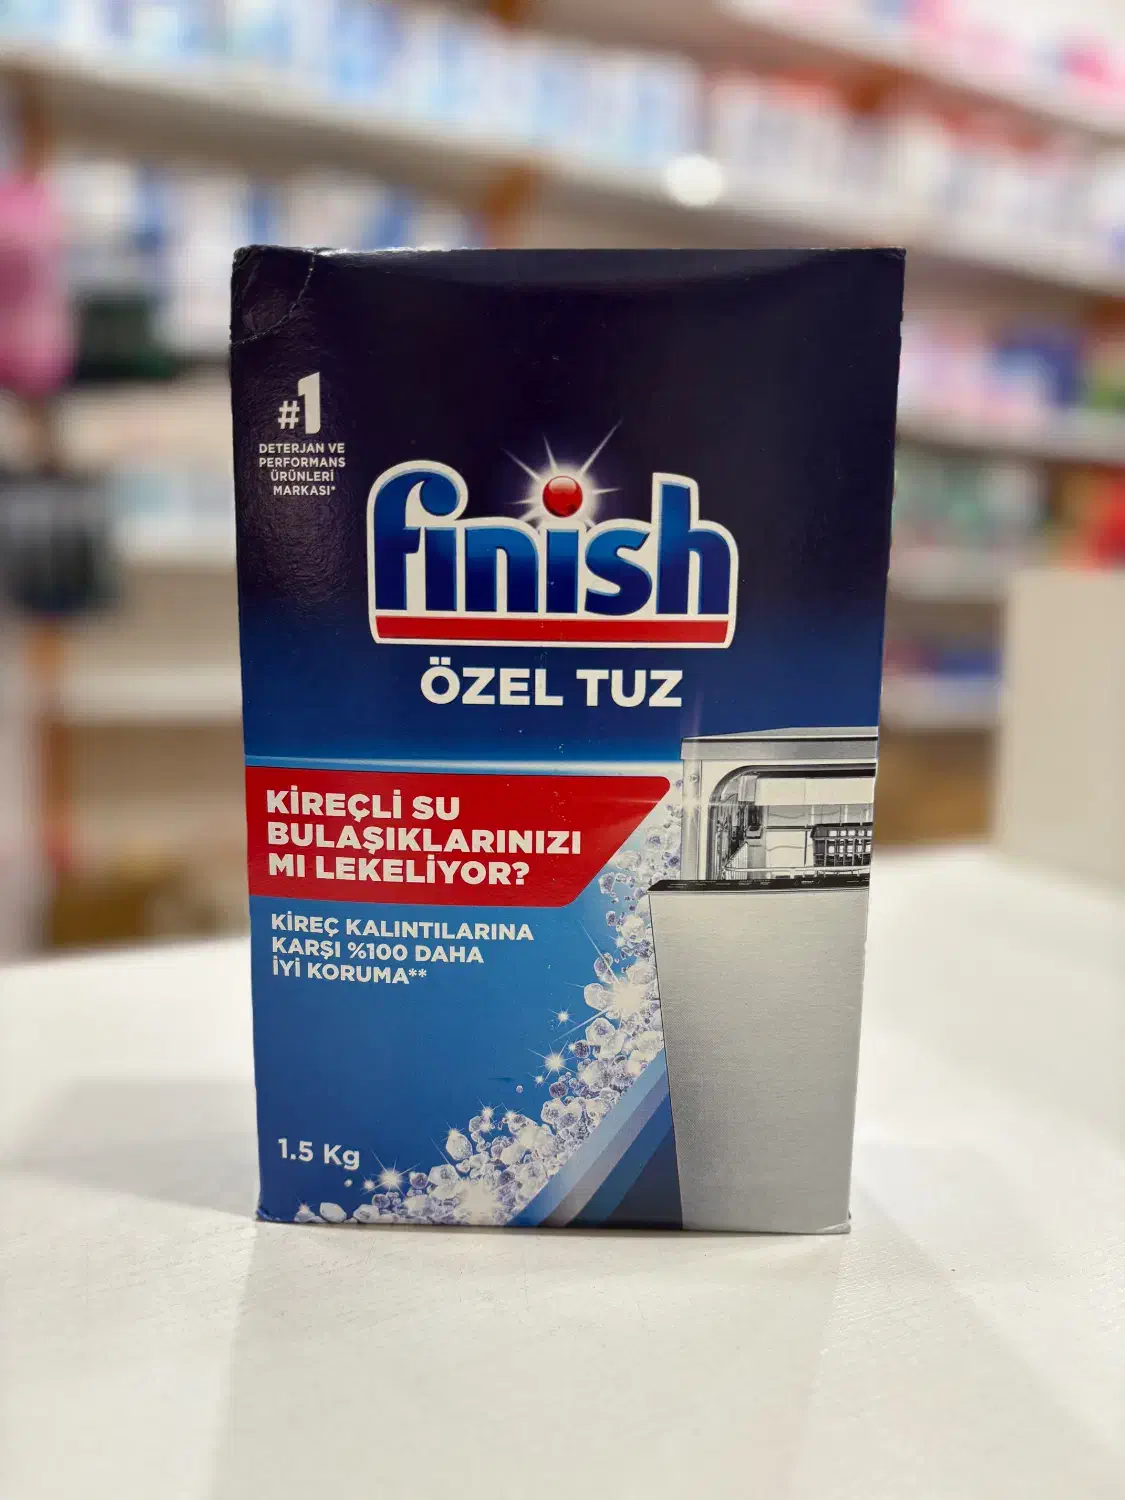 #1
DETERJAN VE
PERFORMANS
ÜRÜNLERİ
MARKASI*
finish
ÖZEL TUZ
KİREÇLİ SU
BULAŞIKLARINIZI
MI LEKELİYOR?
KİREÇ KALINTILARINA
KARŞI %100 DAHA
İYİ KORUMA**
1.5 Kg